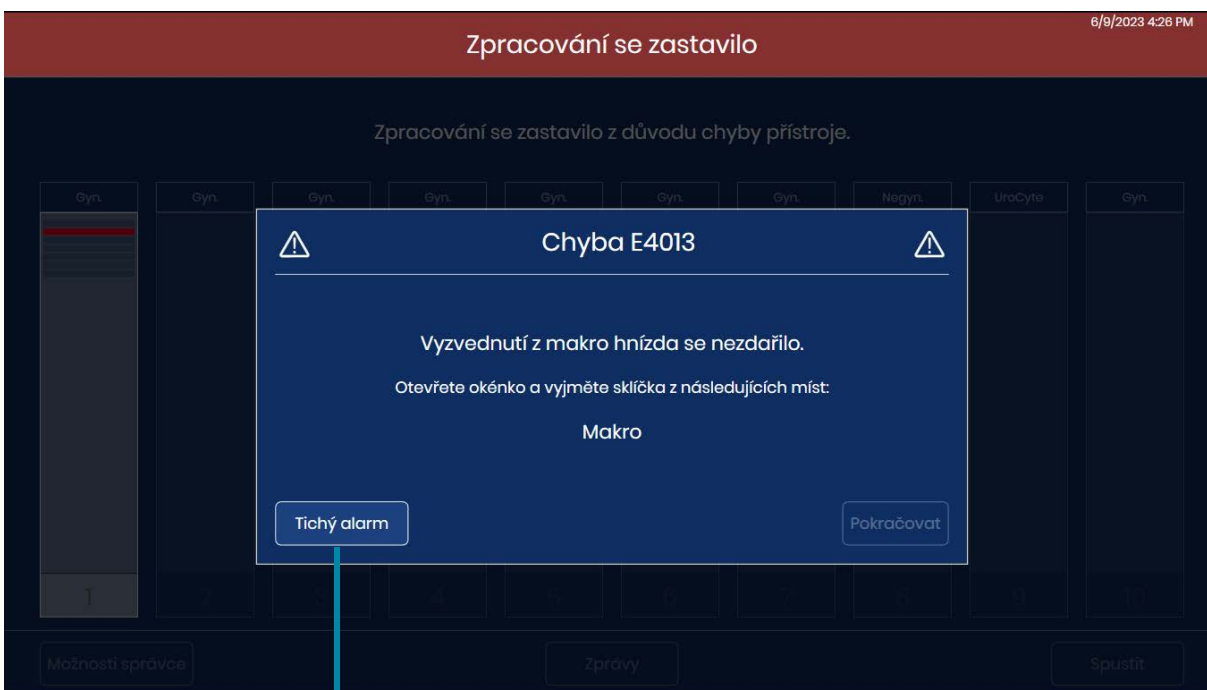 6/9/2023 4:26 PM
Zpracování se zastavilo
Zpracování se zastavilo z důvodu chyby přístroje.
Gyn. Gyn. Gyn. Gyn. Gyn. Gyn. Gyn. Negyn. UroCyte Gyn.
Chyba E4013
Vyzvednutí z makro hnízda se nezdařilo.
Otevřete okénko a vyjměte sklíčka z následujících míst:
Makro
Tichý alarm Pokračovat
1 2 3 4 5 6 7 8 9 10
Možnosti správce Zprávy Spustit